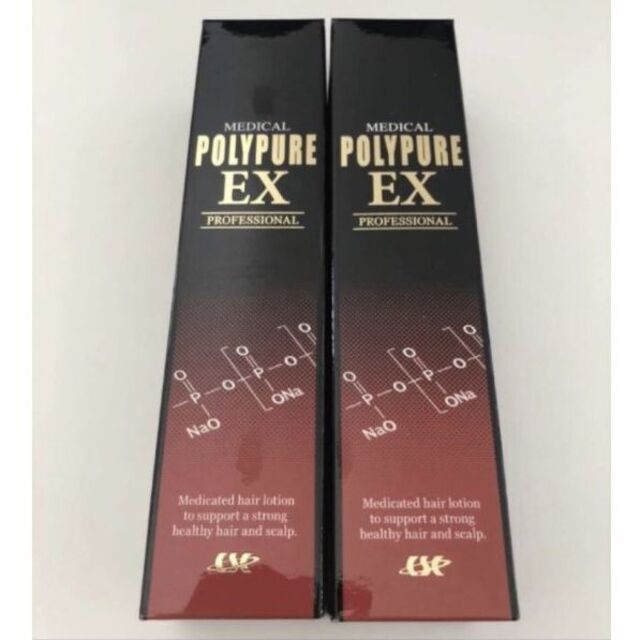 MEDICAL
POLYPURE
EX
PROFESSIONAL
O
O
O
P
O
P
O
ONa
NaO
Medicated hair lotion
to support a strong
healthy hair and scalp.
MEDICAL
POLYPURE
EX
PROFESSIONAL
O
O
O
P
O
P
O
ONa
NaO
Medicated hair lotion
to support a strong
healthy hair and scalp.